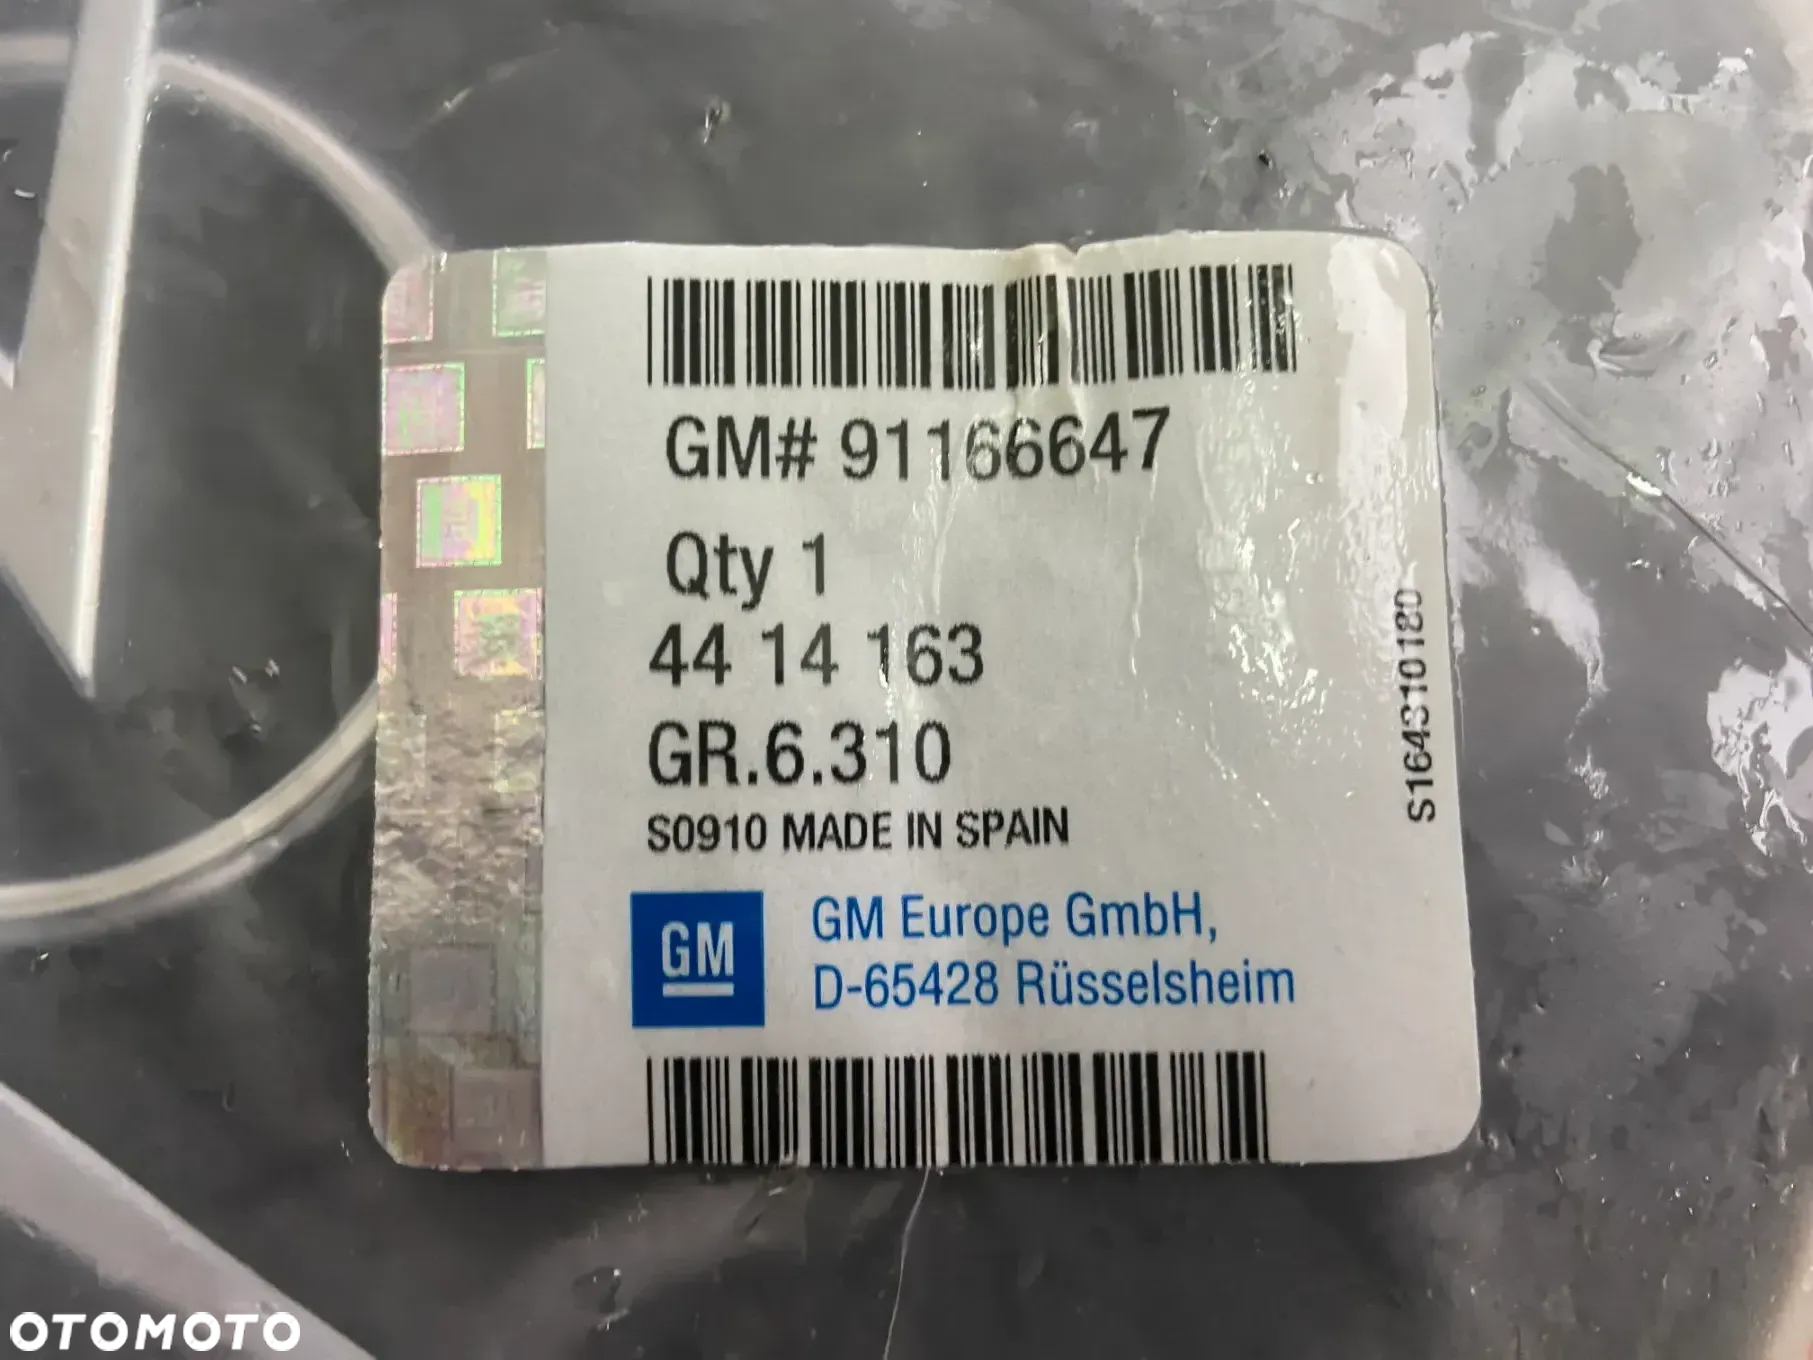 GM# 91166647
Qty 1
44 14 163
GR.6.310
S0910 MADE IN SPAIN
GM
GM Europe GmbH,
D-65428 Rüsselsheim
S164310180
OTOMOTO